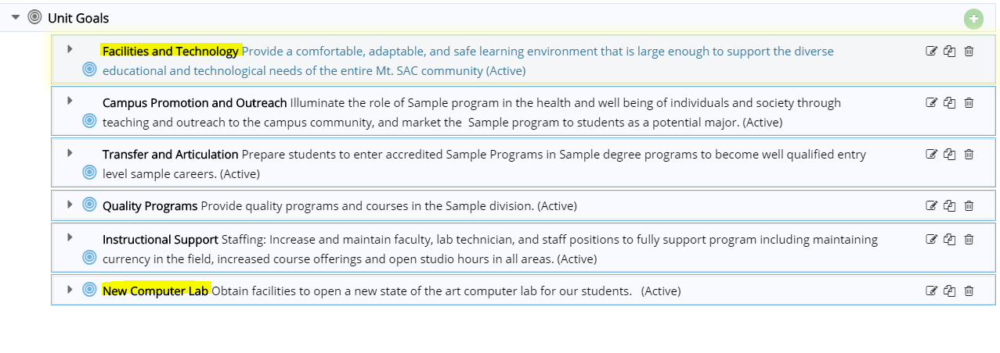 Unit Goals
Facilities and Technology Provide a comfortable, adaptable, and safe learning environment that is large enough to support the diverse
educational and technological needs of the entire Mt. SAC community (Active)
Campus Promotion and Outreach Illuminate the role of Sample program in the health and well being of individuals and society through
teaching and outreach to the campus community, and market the  Sample program to students as a potential major. (Active)
Transfer and Articulation Prepare students to enter accredited Sample Programs in Sample degree programs to become well qualified entry
level sample careers. (Active)
Quality Programs Provide quality programs and courses in the Sample division. (Active)
Instructional Support Staffing: Increase and maintain faculty, lab technician, and staff positions to fully support program including maintaining
currency in the field, increased course offerings and open studio hours in all areas. (Active)
New Computer Lab Obtain facilities to open a new state of the art computer lab for our students.   (Active)